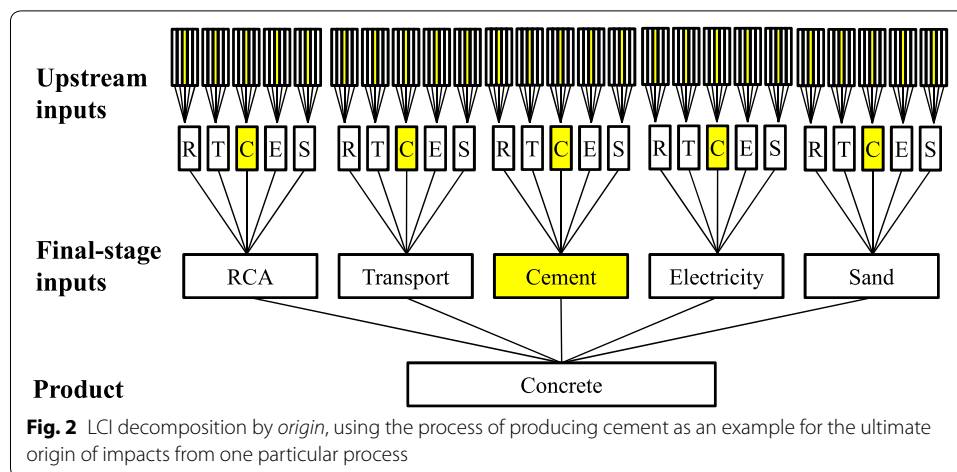 Upstream
inputs
R T C E S R T C E S R T C E S R T C E S R T C E S
Final-stage
inputs
RCA Transport Cement Electricity Sand
Product
Concrete
Fig. 2 LCI decomposition by origin, using the process of producing cement as an example for the ultimate
origin of impacts from one particular process